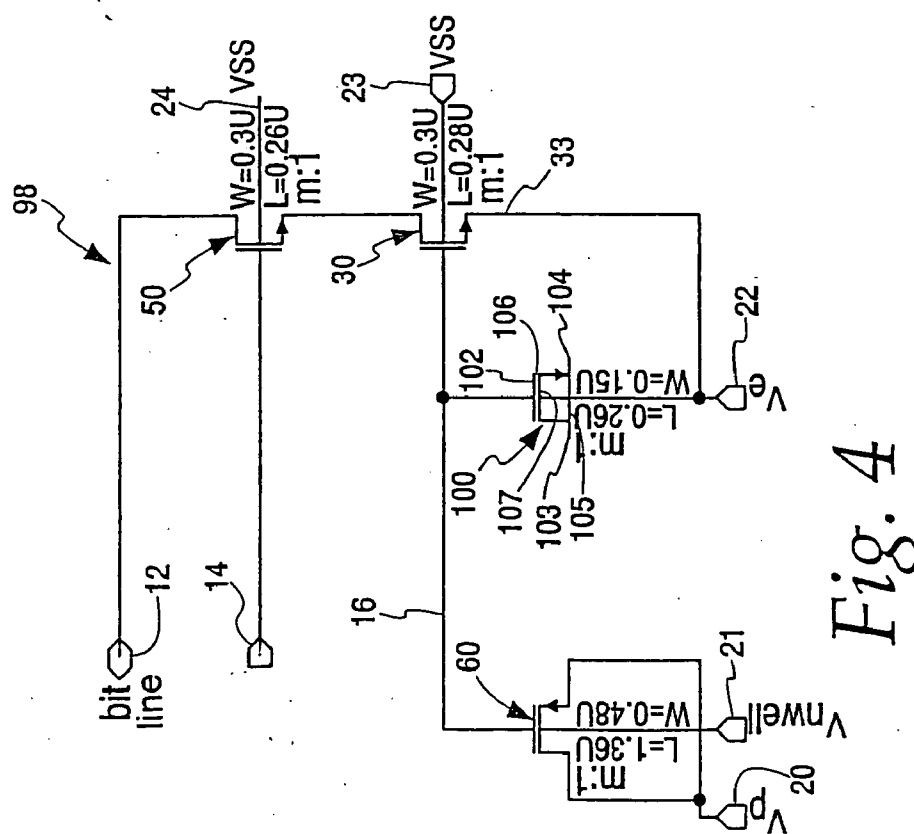 98
24
VSS
W=0.3U
L=0.26U
m:1
50
bit
line
12
14
23
VSS
W=0.3U
L=0.28U
m:1
30
33
16
102
106
104
100
107
103
105
W=0.15U
L=0.26U
m:1
22
Ve
60
W=0.48U
L=1.36U
m:1
21
Vnwell
20
Vp
Fig. 4